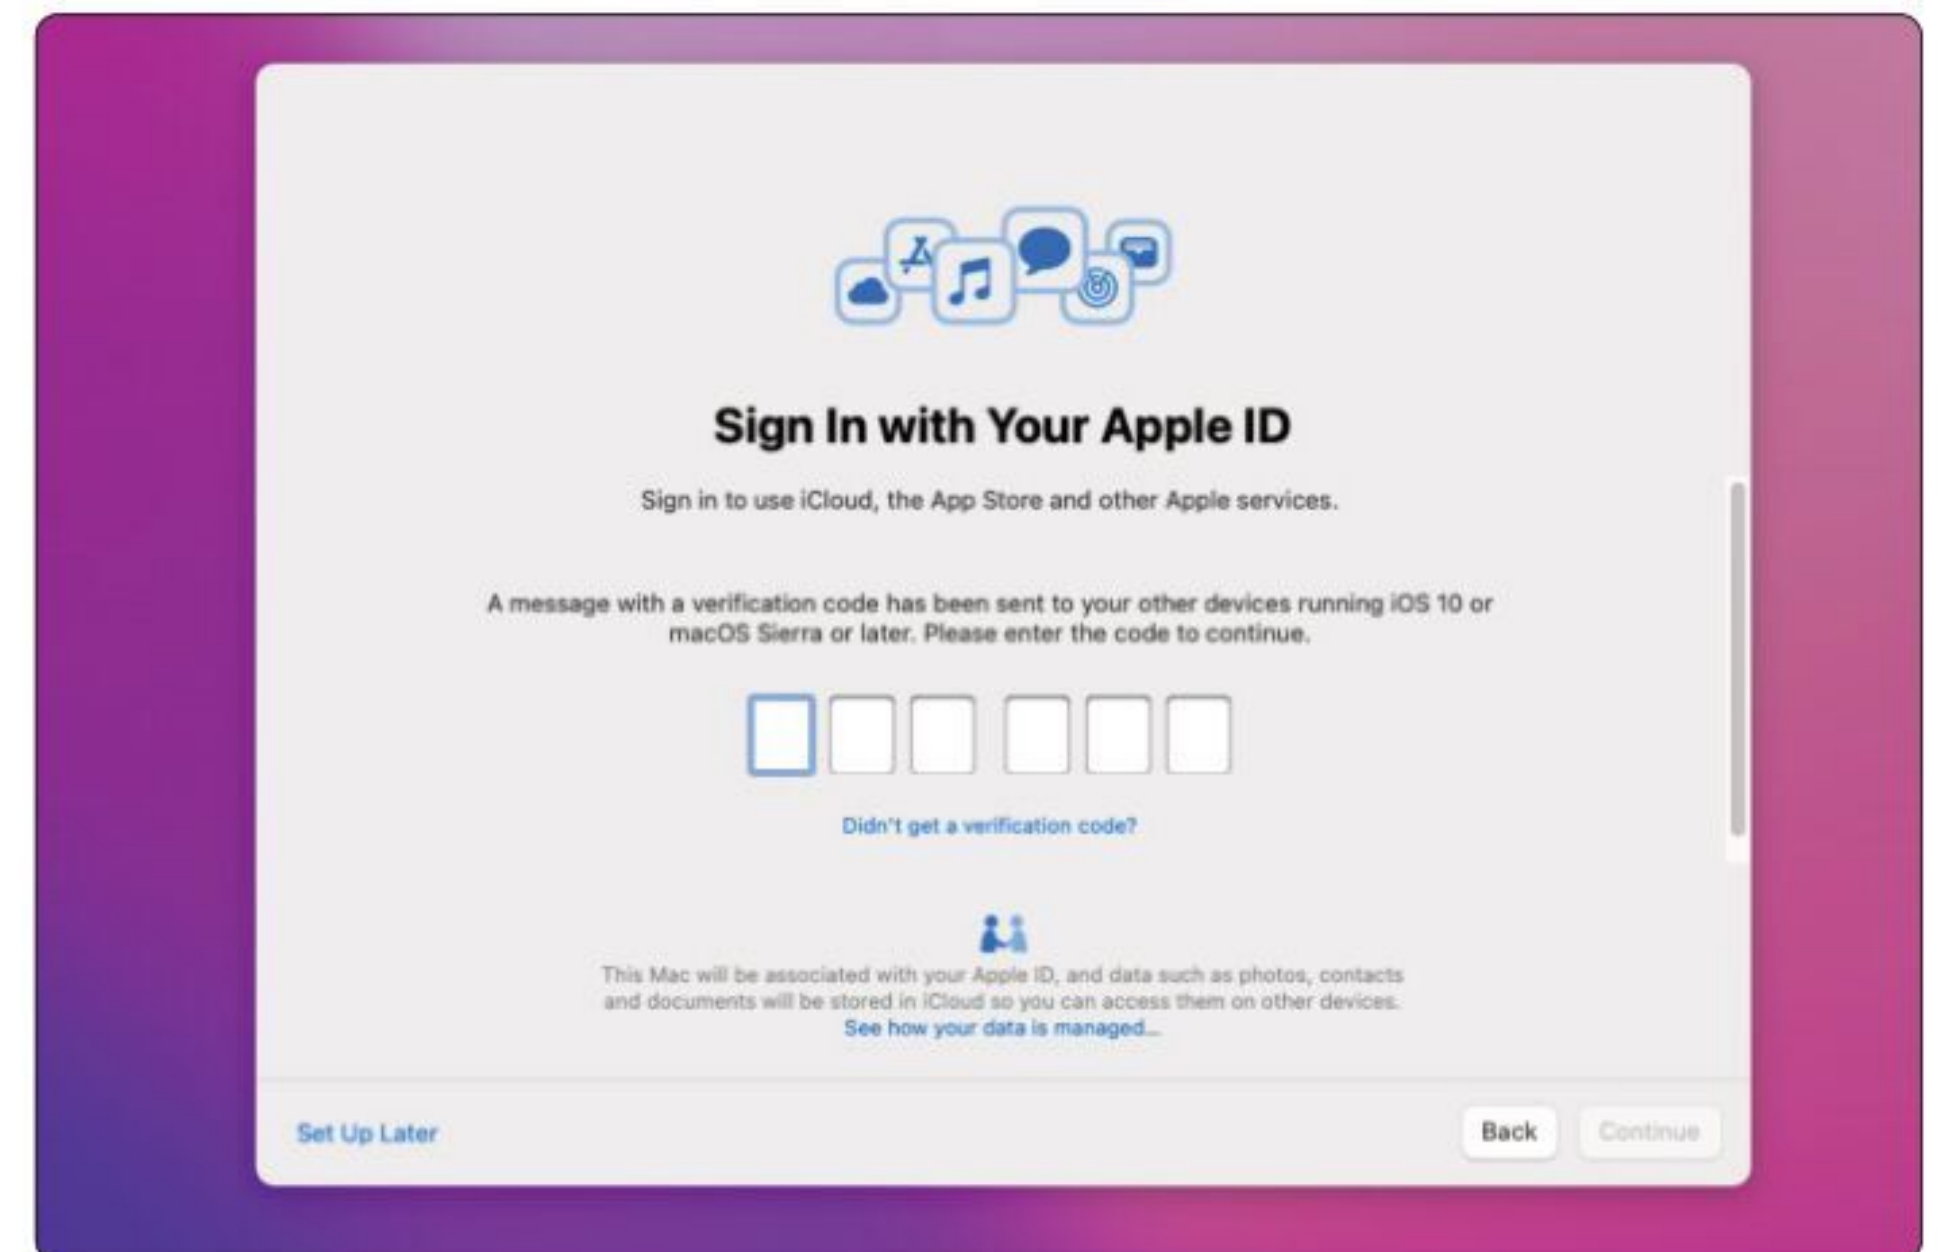 Sign In with Your Apple ID
Sign in to use iCloud, the App Store and other Apple services.
A message with a verification code has been sent to your other devices running iOS 10 or
macOS Sierra or later. Please enter the code to continue.
Didn't get a verification code?
This Mac will be associated with your Apple ID, and data such as photos, contacts
and documents will be stored in iCloud so you can access them on other devices.
See how your data is managed...
Set Up Later
Back
Continue